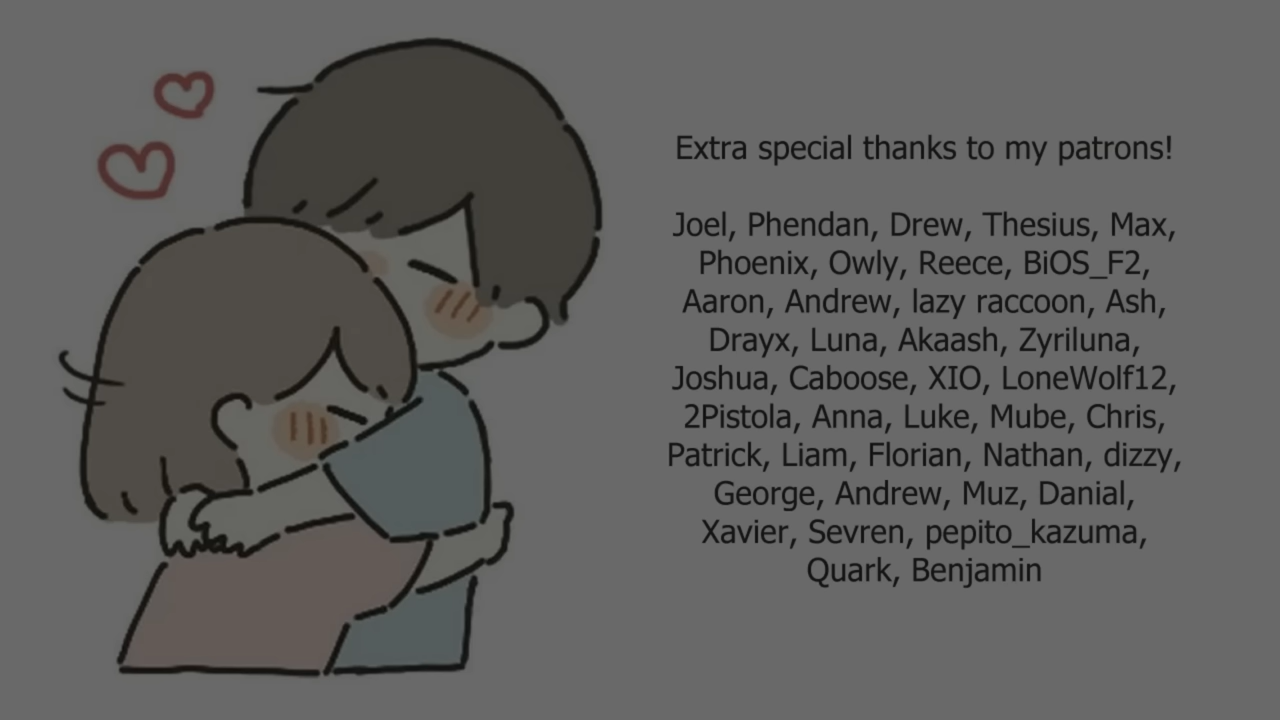 Extra special thanks to my patrons!
Joel, Phendan, Drew, Thesius, Max,
Phoenix, Owly, Reece, BiOS_F2,
Aaron, Andrew, lazy raccoon, Ash,
Drayx, Luna, Akaash, Zyriluna,
Joshua, Caboose, XIO, LoneWolf12,
2Pistola, Anna, Luke, Mube, Chris,
Patrick, Liam, Florian, Nathan, dizzy,
George, Andrew, Muz, Danial,
Xavier, Sevren, pepito_kazuma,
Quark, Benjamin